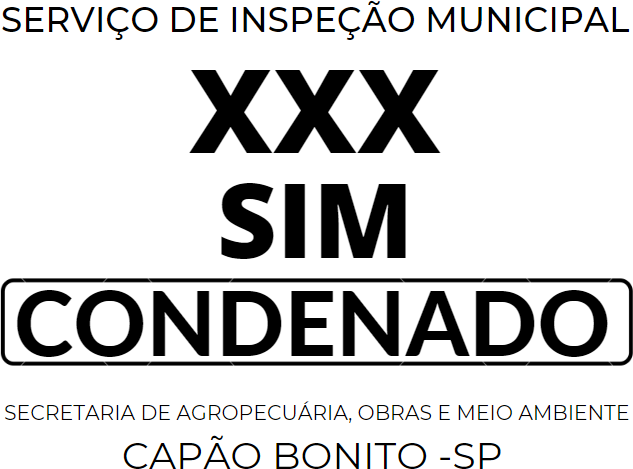 SERVIÇO DE INSPEÇÃO MUNICIPAL
XXX
SIM
CONDENADO
SECRETARIA DE AGROPECUÁRIA, OBRAS E MEIO AMBIENTE
CAPÃO BONITO -SP